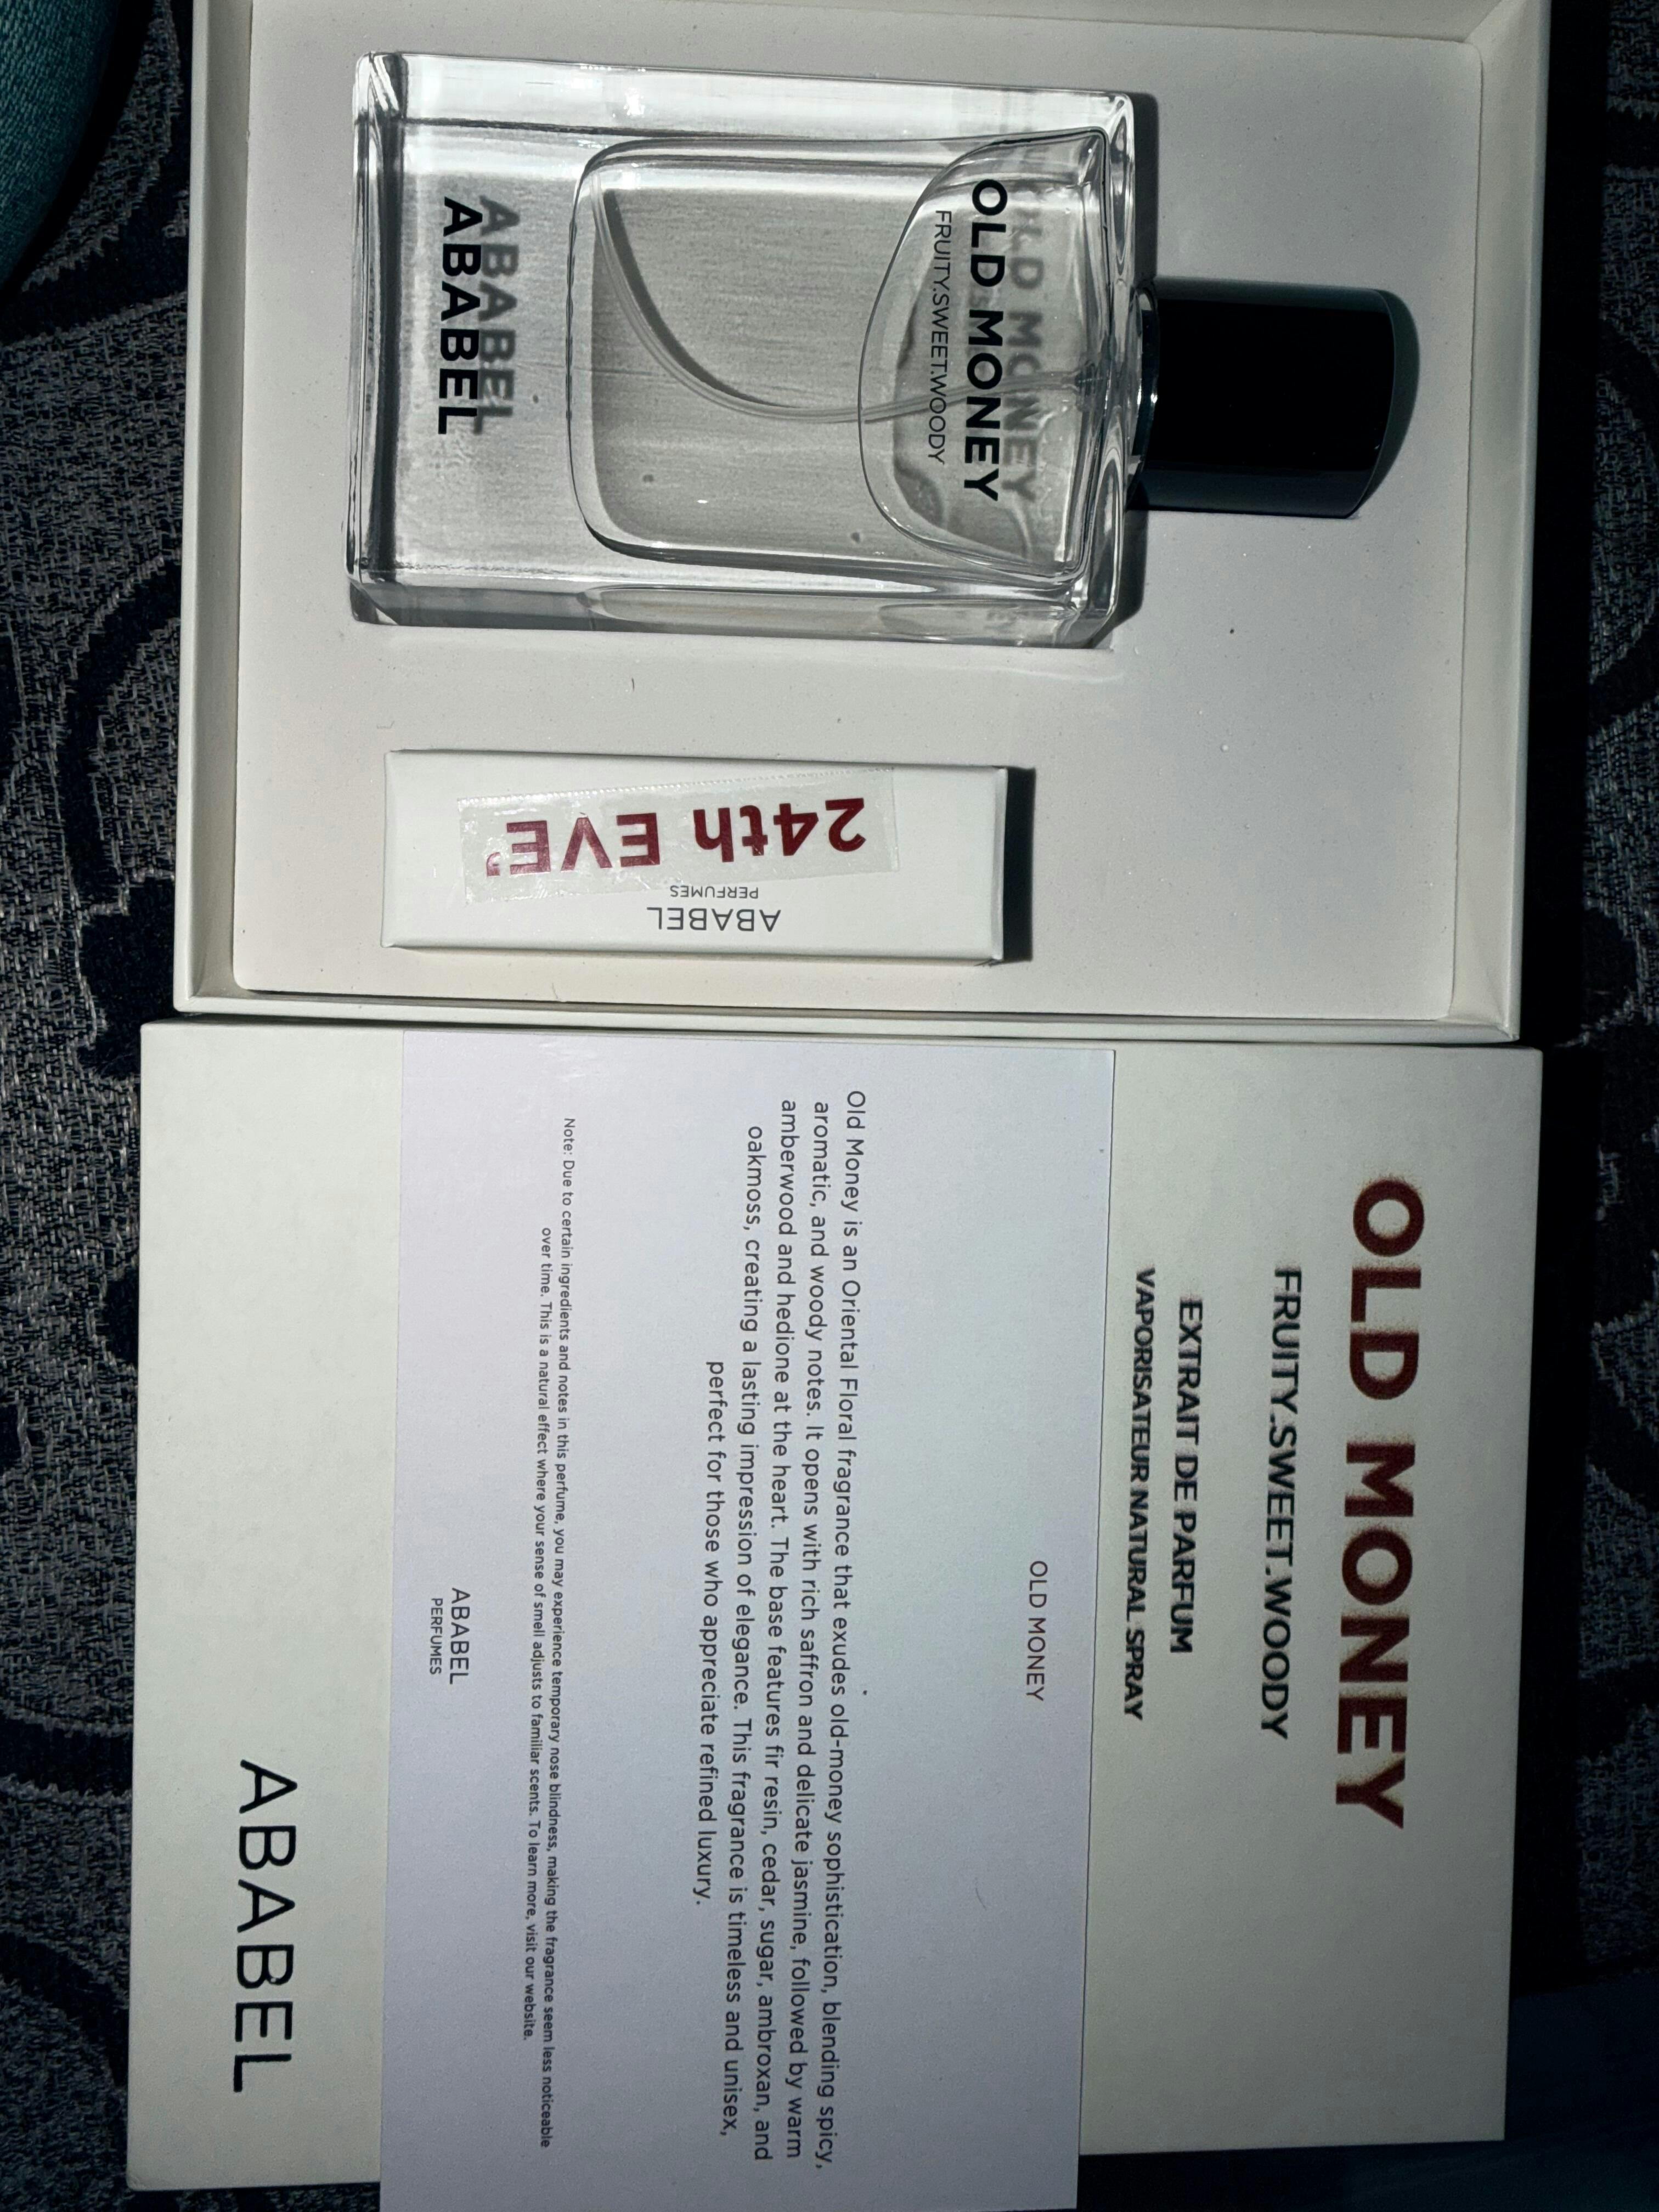 OLD MONEY
FRUITY.SWEET.WOODY
ABABEL
24th EVE
ABABEL
PERFUMES
OLD MONEY
FRUITY.SWEET.WOODY
EXTRAIT DE PARFUM
VAPORISATEUR NATURAL SPRAY
OLD MONEY
Old Money is an Oriental Floral fragrance that exudes old-money sophistication, blending spicy,
aromatic, and woody notes. It opens with rich saffron and delicate jasmine, followed by warm
amberwood and hedione at the heart. The base features fir resin, cedar, sugar, ambroxan, and
oakmoss, creating a lasting impression of elegance. This fragrance is timeless and unisex,
perfect for those who appreciate refined luxury.
Note: Due to certain ingredients and notes in this perfume, you may experience temporary nose blindness, making the fragrance seem less noticeable
over time. This is a natural effect where your sense of smell adjusts to familiar scents. To learn more, visit our website.
ABABEL
PERFUMES
ABABEL